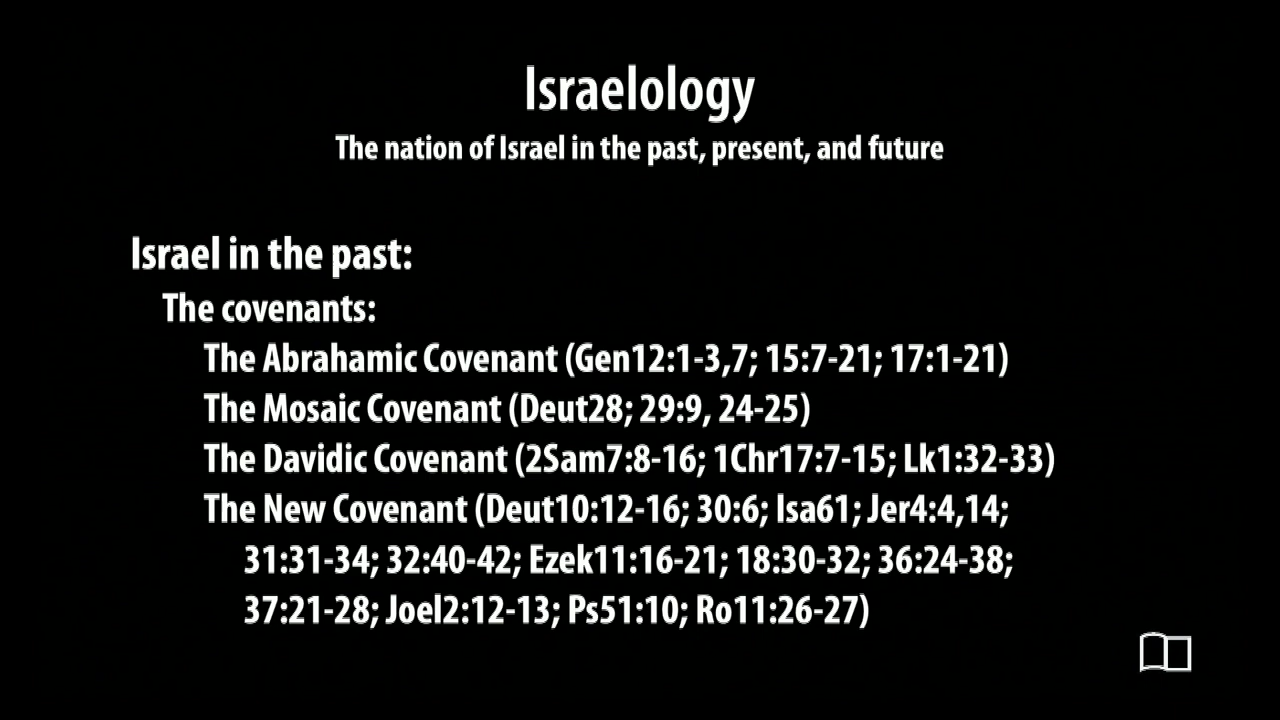 Israelology
The nation of Israel in the past, present, and future
Israel in the past:
The covenants:
The Abrahamic Covenant (Gen12:1-3,7; 15:7-21; 17:1-21)
The Mosaic Covenant (Deut28; 29:9, 24-25)
The Davidic Covenant (2Sam7:8-16; 1Chr17:7-15; Lk1:32-33)
The New Covenant (Deut10:12-16; 30:6; Isa61; Jer4:4,14;
31:31-34; 32:40-42; Ezek11:16-21; 18:30-32; 36:24-38;
37:21-28; Joel2:12-13; Ps51:10; Ro11:26-27)